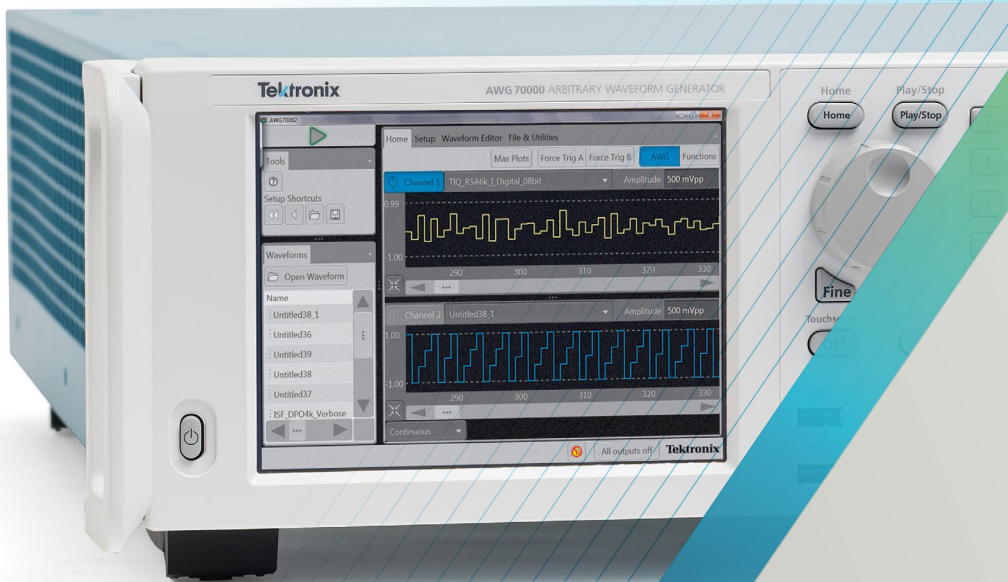 Tektronix
AWG70000 ARBITRARY WAVEFORM GENERATOR
AWG70002
Home Setup Waveform Editor File & Utilities
Max Plots Force Trig A Force Trig B AWG Functions
Tools
Setup Shortcuts
Channel 1 TIQ_RSA6k_I_Digital_08bit Amplitude 500 mVpp
0.99
-1.00
290 300 310 320 330
Waveforms
Open Waveform
Name
Untitled38_1
Untitled36
Untitled39
Untitled38
Untitled37
ISF_DPO4k_Verbose
Channel 2 Untitled38_1 Amplitude 500 mVpp
1.00
-1.00
290 300 310 320 330
Continuous
All outputs off Tektronix
Home Play/Stop
Home Play/Stop
Fine
Off